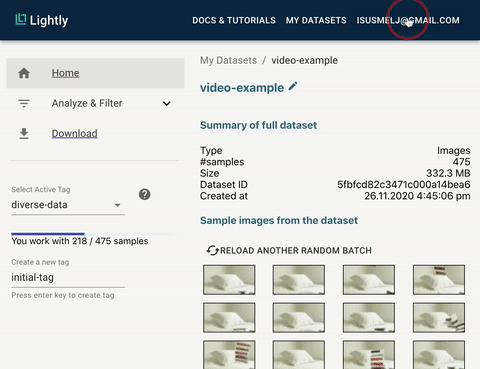 Lightly
DOCS & TUTORIALS MY DATASETS ISUSMELJ@GMAIL.COM
My Datasets / video-example
Home
video-example
Analyze & Filter
Summary of full dataset
Download
Type Images
#samples 475
Size 332.3 MB
Dataset ID 5fbfcd82c3471c000a14bea6
Created at 26.11.2020 4:45:06 pm
Select Active Tag
diverse-data
Sample images from the dataset
You work with 218 / 475 samples
RELOAD ANOTHER RANDOM BATCH
Create a new tag
initial-tag
Press enter key to create tag